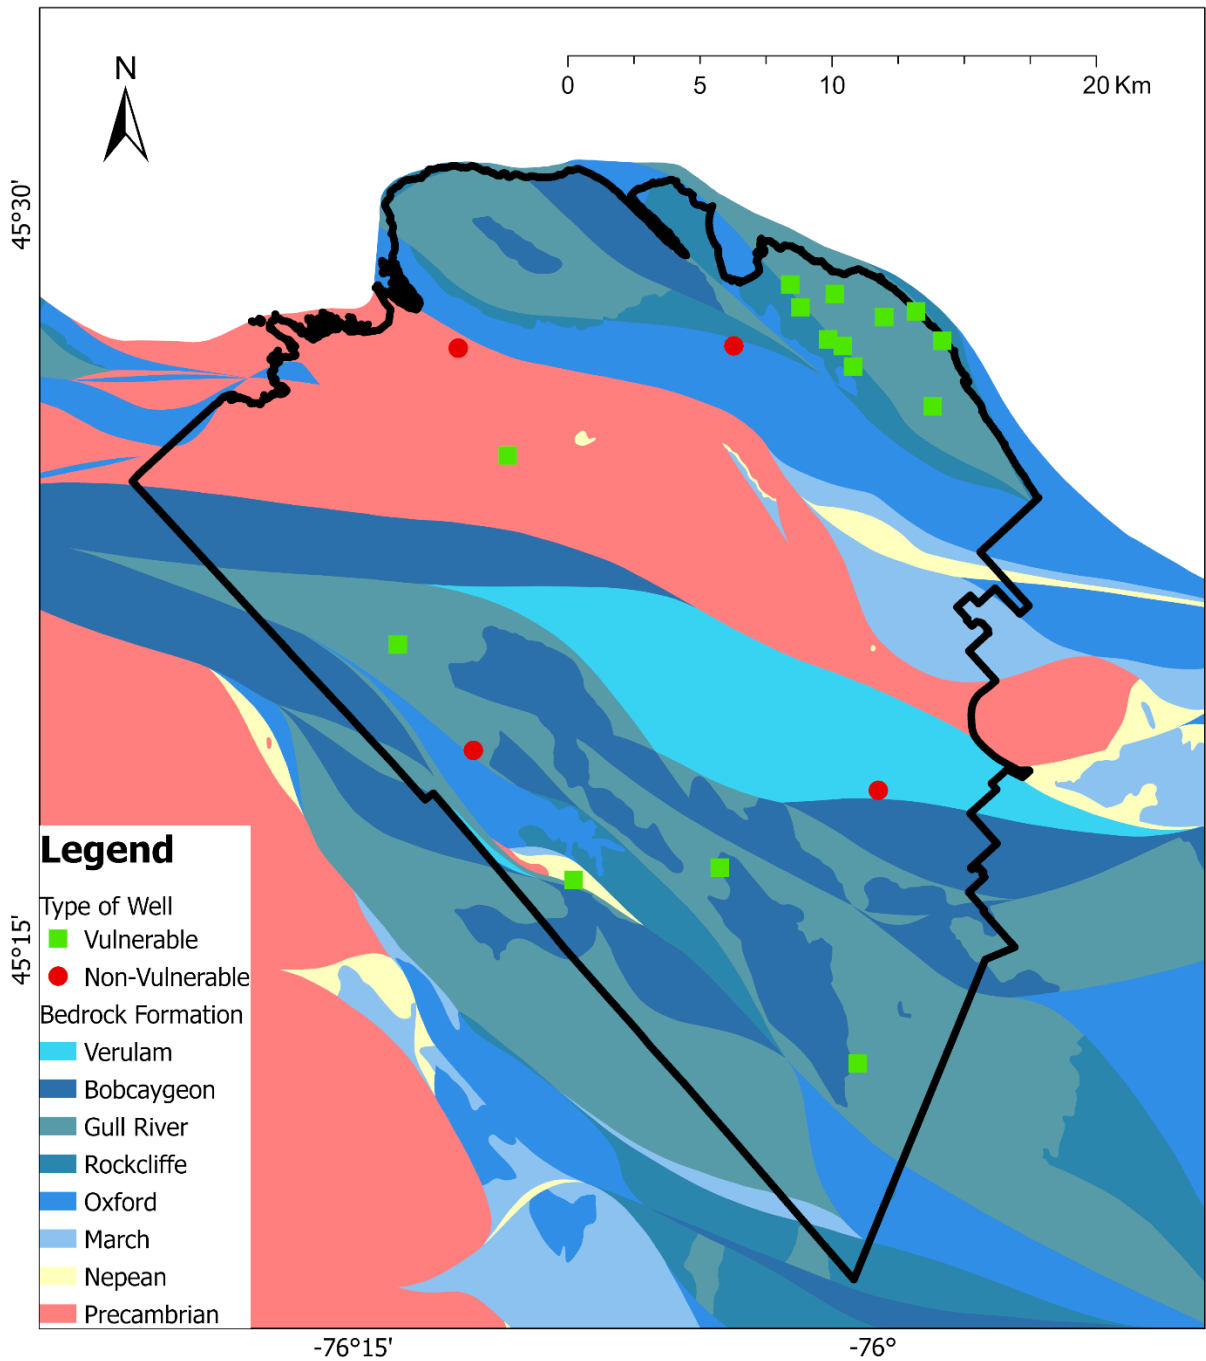 N
0 5 10 20 Km
45°30'
45°15'
Legend
Type of Well
Vulnerable
Non-Vulnerable
Bedrock Formation
Verulam
Bobcaygeon
Gull River
Rockcliffe
Oxford
March
Nepean
Precambrian
-76°15' -76°